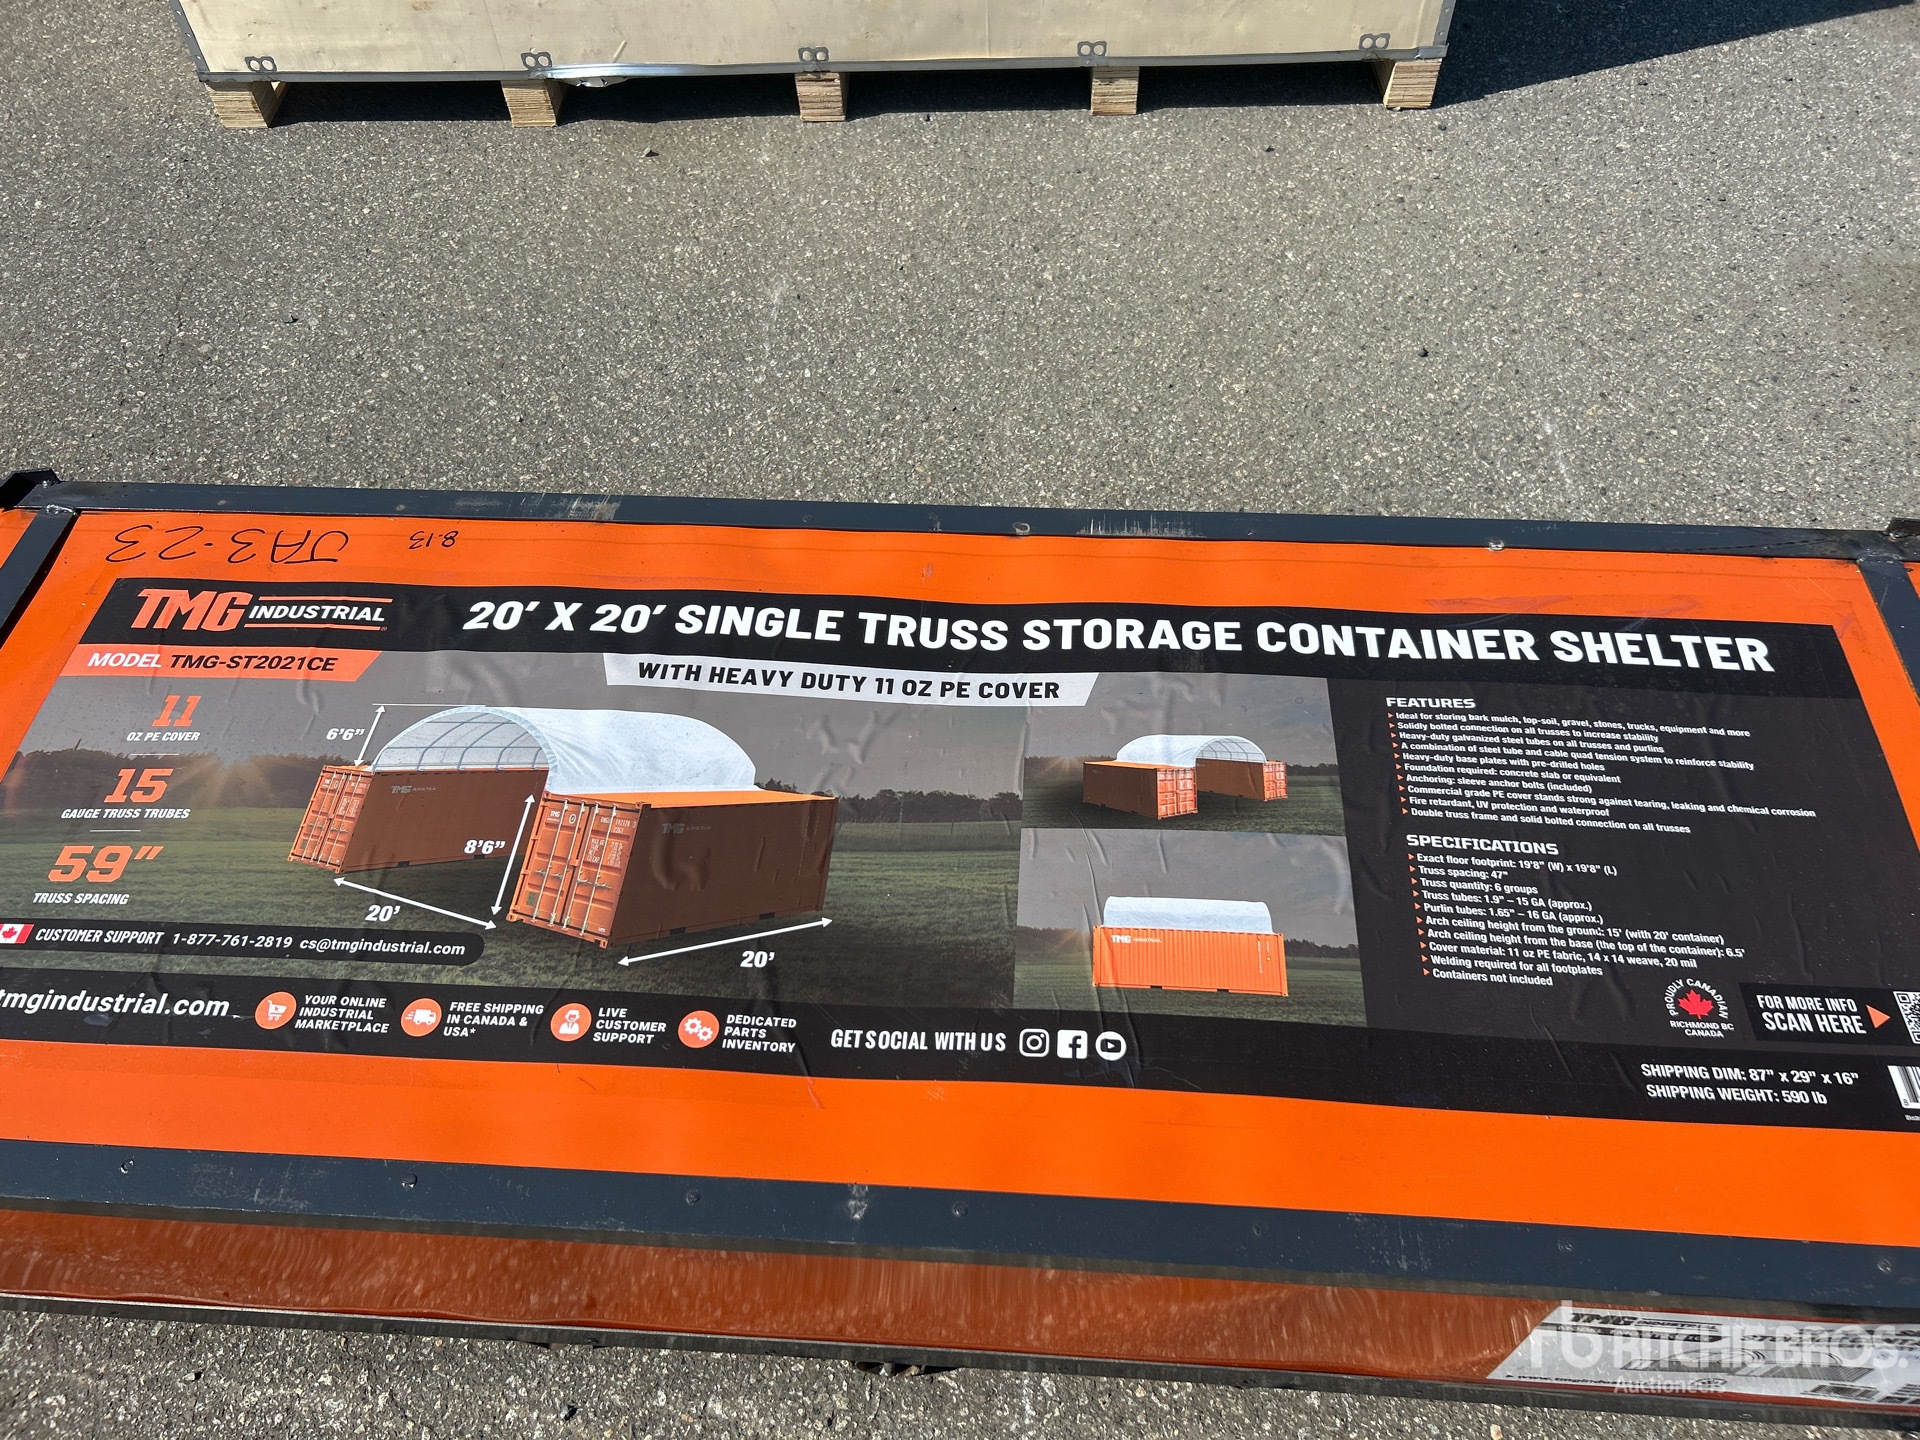 JA3-23
8.13
TMG INDUSTRIAL
20' X 20' SINGLE TRUSS STORAGE CONTAINER SHELTER
WITH HEAVY DUTY 11 OZ PE COVER
MODEL TMG-ST2021CE
11
OZ PE COVER
15
GAUGE TRUSS TRUBES
59"
TRUSS SPACING
6'6"
8'6"
20'
20'
TMG
TMG
TMG
CUSTOMER SUPPORT 1-877-761-2819 cs@tmgindustrial.com
FEATURES
Ideal for storing bark mulch, top-soil, gravel, stones, trucks, equipment and more
Solidly bolted connection on all trusses to increase stability
Heavy-duty galvanized steel tubes on all trusses and purlins
A combination of steel tube and cable quad tension system to reinforce stability
Heavy-duty base plates with pre-drilled holes
Foundation required: concrete slab or equivalent
Anchoring: sleeve anchor bolts (included)
Commercial grade PE cover stands strong against tearing, leaking and chemical corrosion
Fire retardant, UV protection and waterproof
Double truss frame and solid bolted connection on all trusses
SPECIFICATIONS
Exact floor footprint: 19'8" (W) x 19'8" (L)
Truss spacing: 47"
Truss quantity: 6 groups
Truss tubes: 1.9" – 15 GA (approx.)
Purlin tubes: 1.65" – 16 GA (approx.)
Arch ceiling height from the ground: 15' (with 20' container)
Arch ceiling height from the base (the top of the container): 6.5'
Cover material: 11 oz PE fabric, 14 x 14 weave, 20 mil
Welding required for all footplates
Containers not included
PROUDLY CANADIAN
RICHMOND BC
CANADA
FOR MORE INFO
SCAN HERE
tmgindustrial.com
YOUR ONLINE
INDUSTRIAL
MARKETPLACE
FREE SHIPPING
IN CANADA &
USA*
LIVE
CUSTOMER
SUPPORT
DEDICATED
PARTS
INVENTORY
GET SOCIAL WITH US
SHIPPING DIM: 87" x 29" x 16"
SHIPPING WEIGHT: 590 lb
TMG
RITCHIE BROS.
Auctioneers